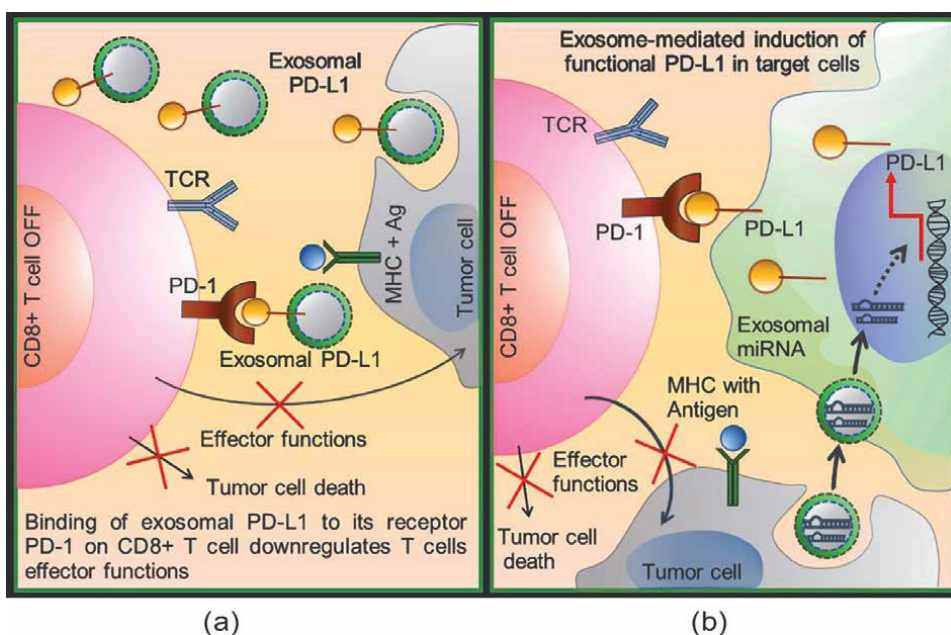 Exosomal
PD-L1
TCR
CD8+ T cell OFF
MHC + Ag
Tumor cell
PD-1
Exosomal PD-L1
Effector functions
Tumor cell death
Binding of exosomal PD-L1 to its receptor
PD-1 on CD8+ T cell downregulates T cells
effector functions
(a)
Exosome-mediated induction of
functional PD-L1 in target cells
TCR
PD-L1
CD8+ T cell OFF
PD-1
PD-L1
Exosomal
miRNA
MHC with
Antigen
Effector
functions
Tumor cell
death
Tumor cell
(b)